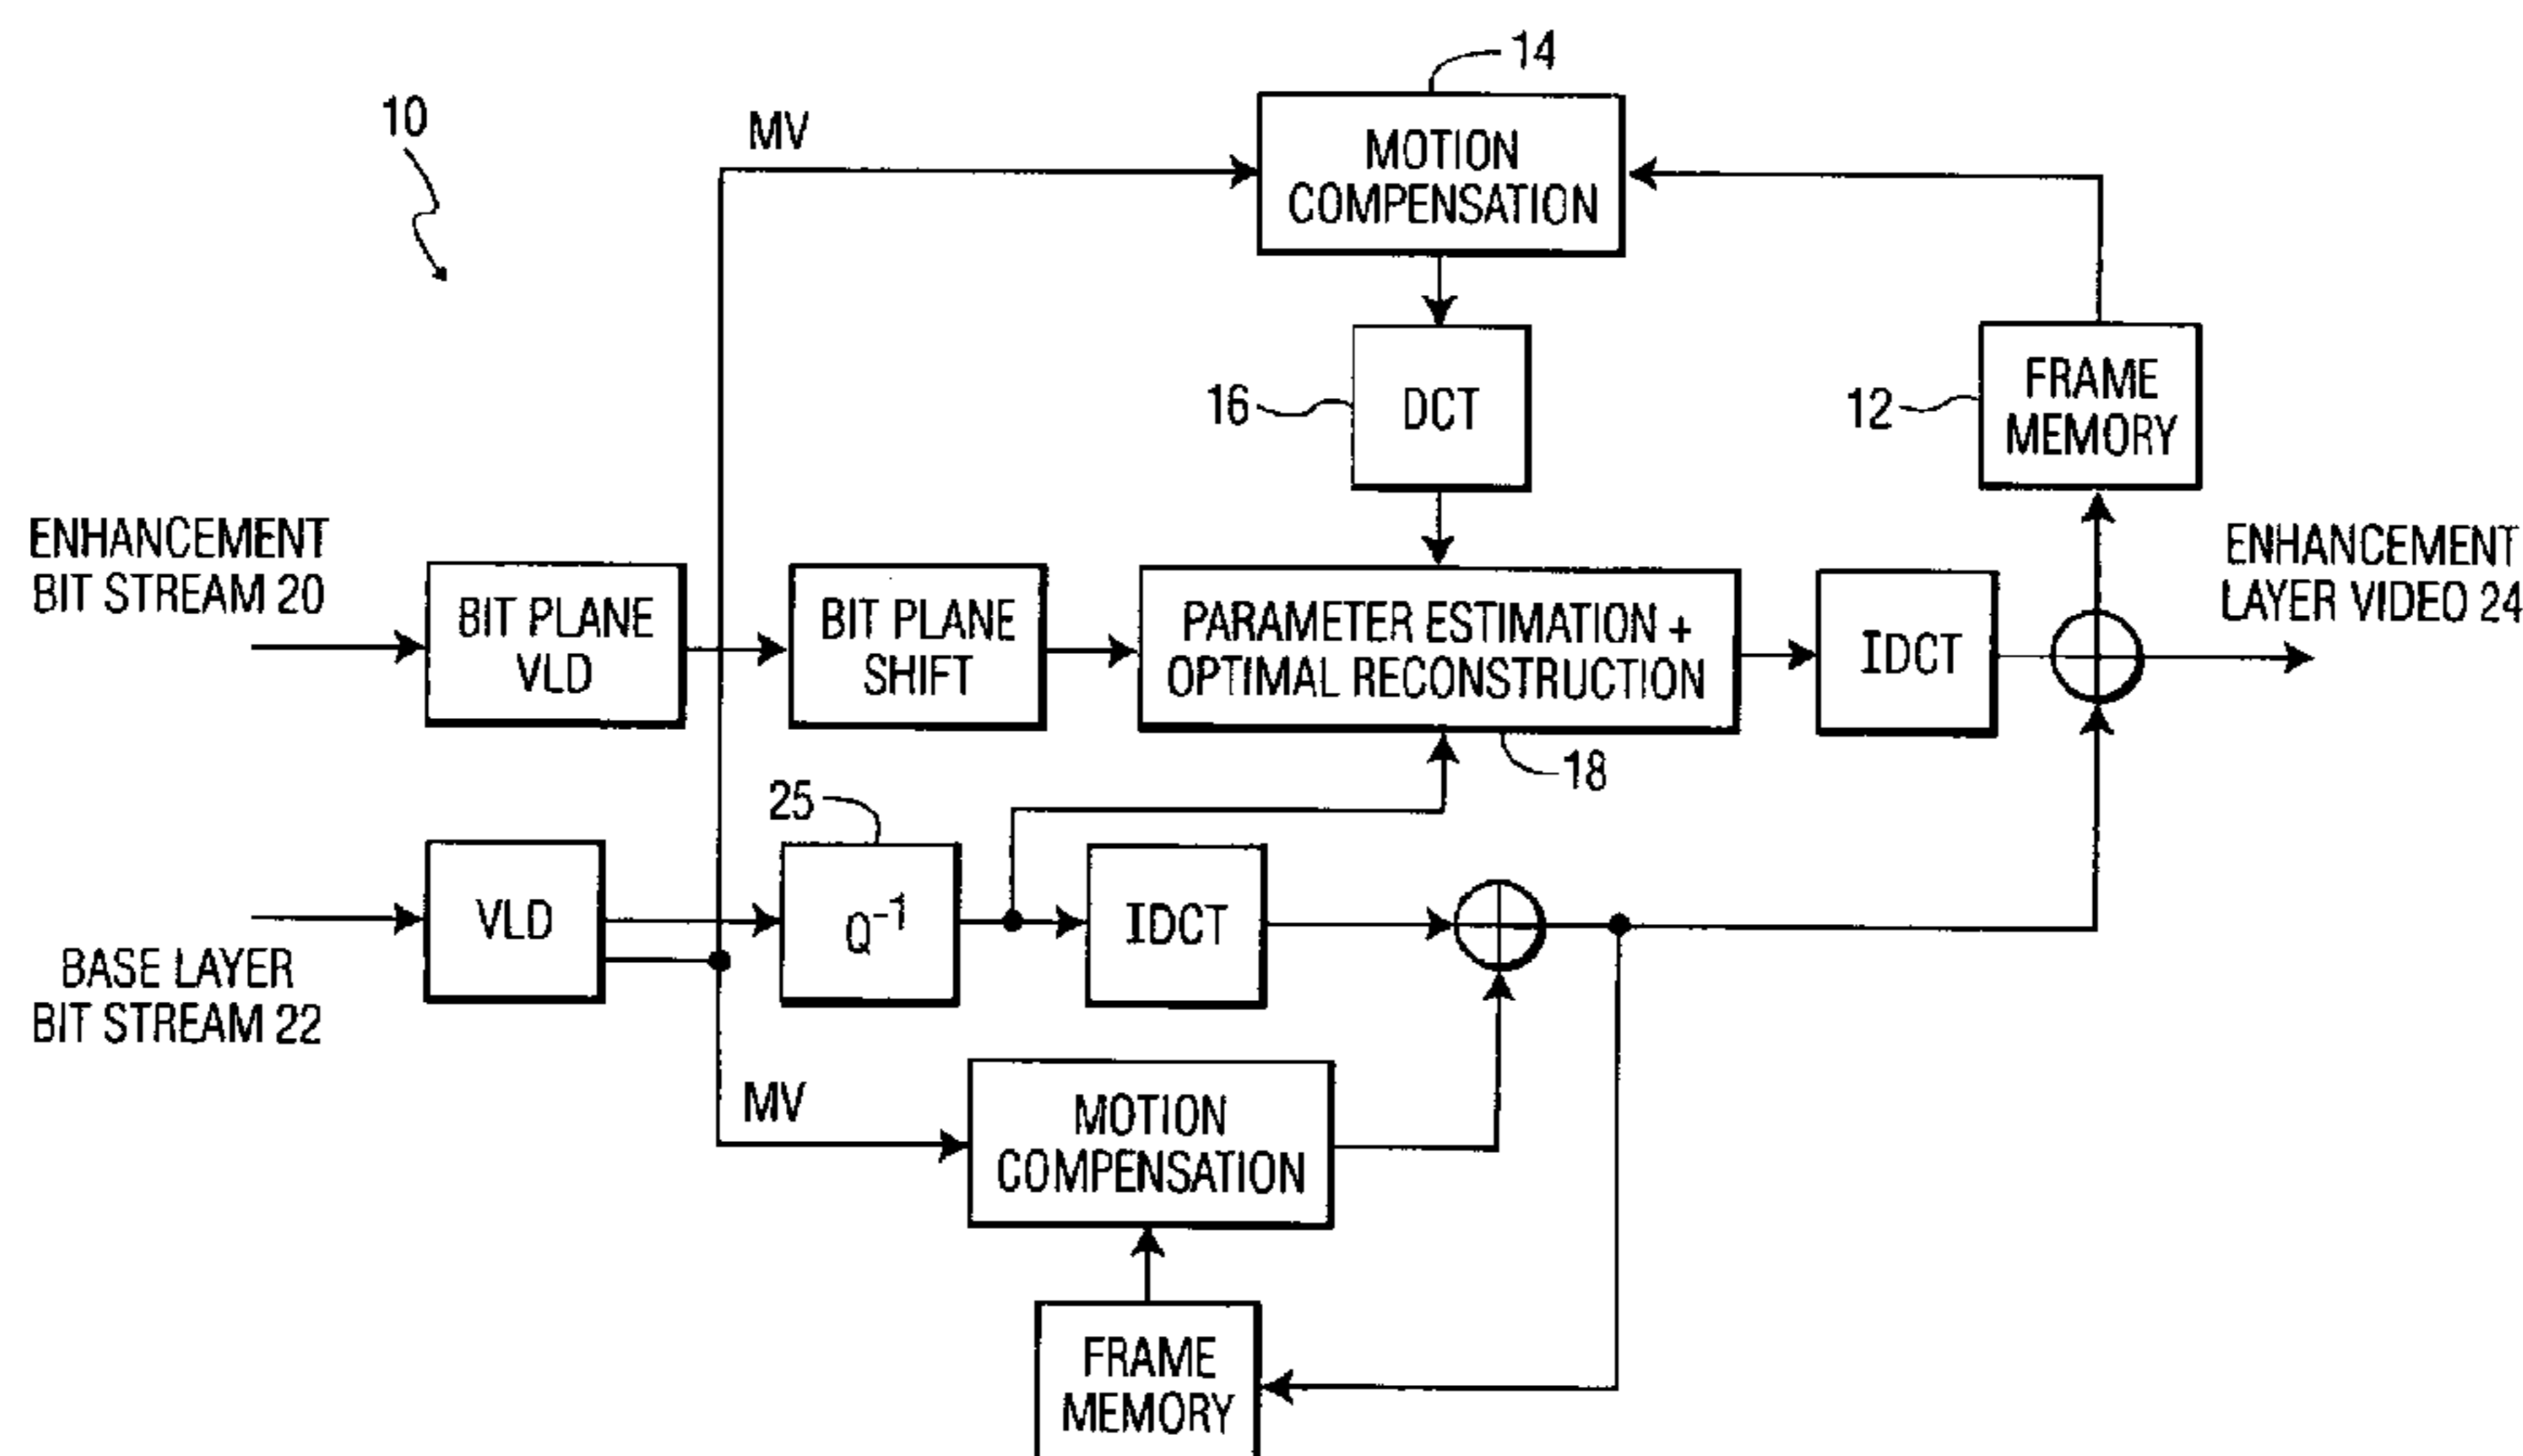 14
10
MV
MOTION
COMPENSATION
16
DCT
12
FRAME
MEMORY
ENHANCEMENT
BIT STREAM 20
BIT PLANE
VLD
BIT PLANE
SHIFT
PARAMETER ESTIMATION +
OPTIMAL RECONSTRUCTION
IDCT
ENHANCEMENT
LAYER VIDEO 24
18
25
VLD
Q⁻¹
IDCT
BASE LAYER
BIT STREAM 22
MV
MOTION
COMPENSATION
FRAME
MEMORY